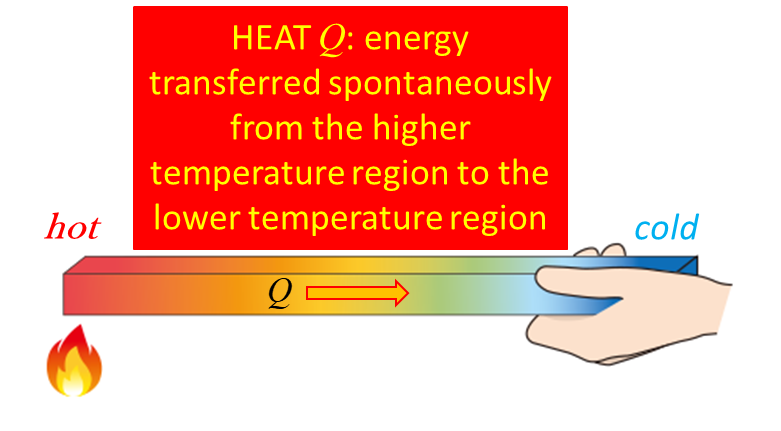 HEAT Q: energy
transferred spontaneously
from the higher
temperature region to the
lower temperature region
hot
cold
Q